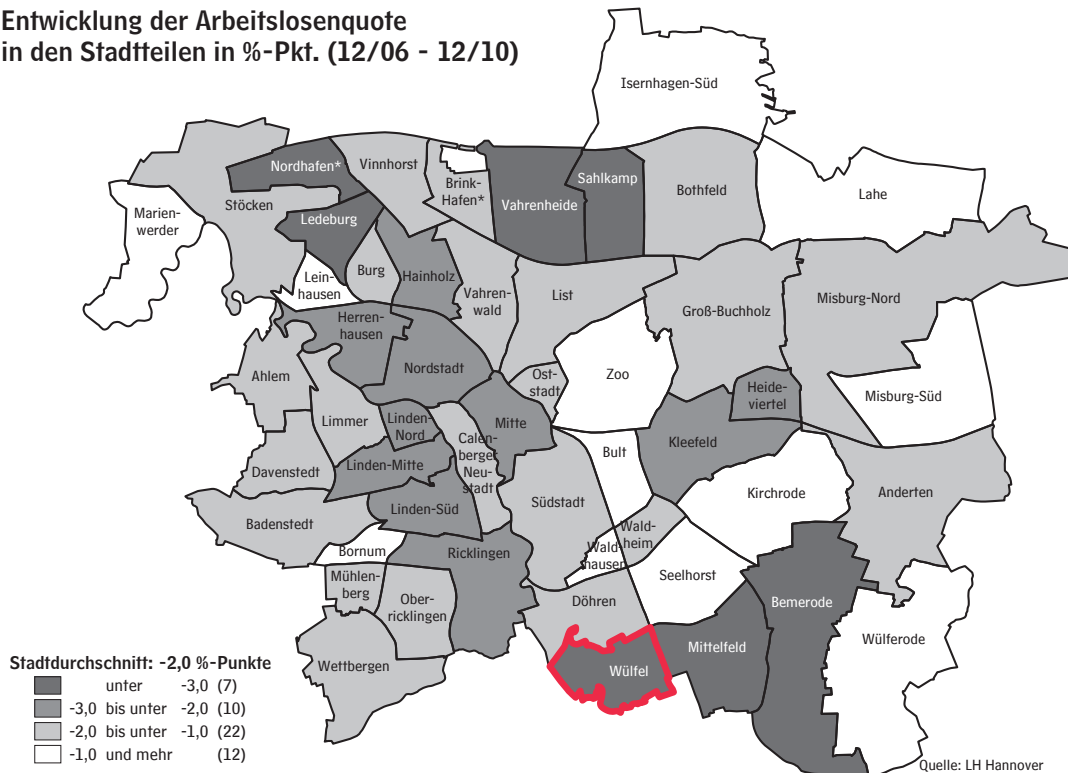 Entwicklung der Arbeitslosenquote
in den Stadtteilen in %-Pkt. (12/06 - 12/10)
Isernhagen-Süd
Nordhafen*
Vinnhorst
Brink-
Hafen*
Vahrenheide
Sahlkamp
Bothfeld
Lahe
Marien-
werder
Stöcken
Ledeburg
Lein-
hausen
Burg
Hainholz
Vahren-
wald
List
Groß-Buchholz
Misburg-Nord
Herren-
hausen
Nordstadt
Ost-
stadt
Zoo
Heide-
viertel
Misburg-Süd
Ahlem
Limmer
Linden-
Nord
Calen-
berger
Neu-
stadt
Mitte
Bult
Kleefeld
Davenstedt
Linden-Mitte
Kirchrode
Anderten
Badenstedt
Linden-Süd
Südstadt
Wald-
heim
Bornum
Ricklingen
Wald-
hausen
Seelhorst
Mühlen-
berg
Ober-
ricklingen
Döhren
Bemerode
Wülferode
Wettbergen
Wülfel
Mittelfeld
Stadtdurchschnitt: -2,0 %-Punkte
unter -3,0 (7)
-3,0 bis unter -2,0 (10)
-2,0 bis unter -1,0 (22)
-1,0 und mehr (12)
Quelle: LH Hannover